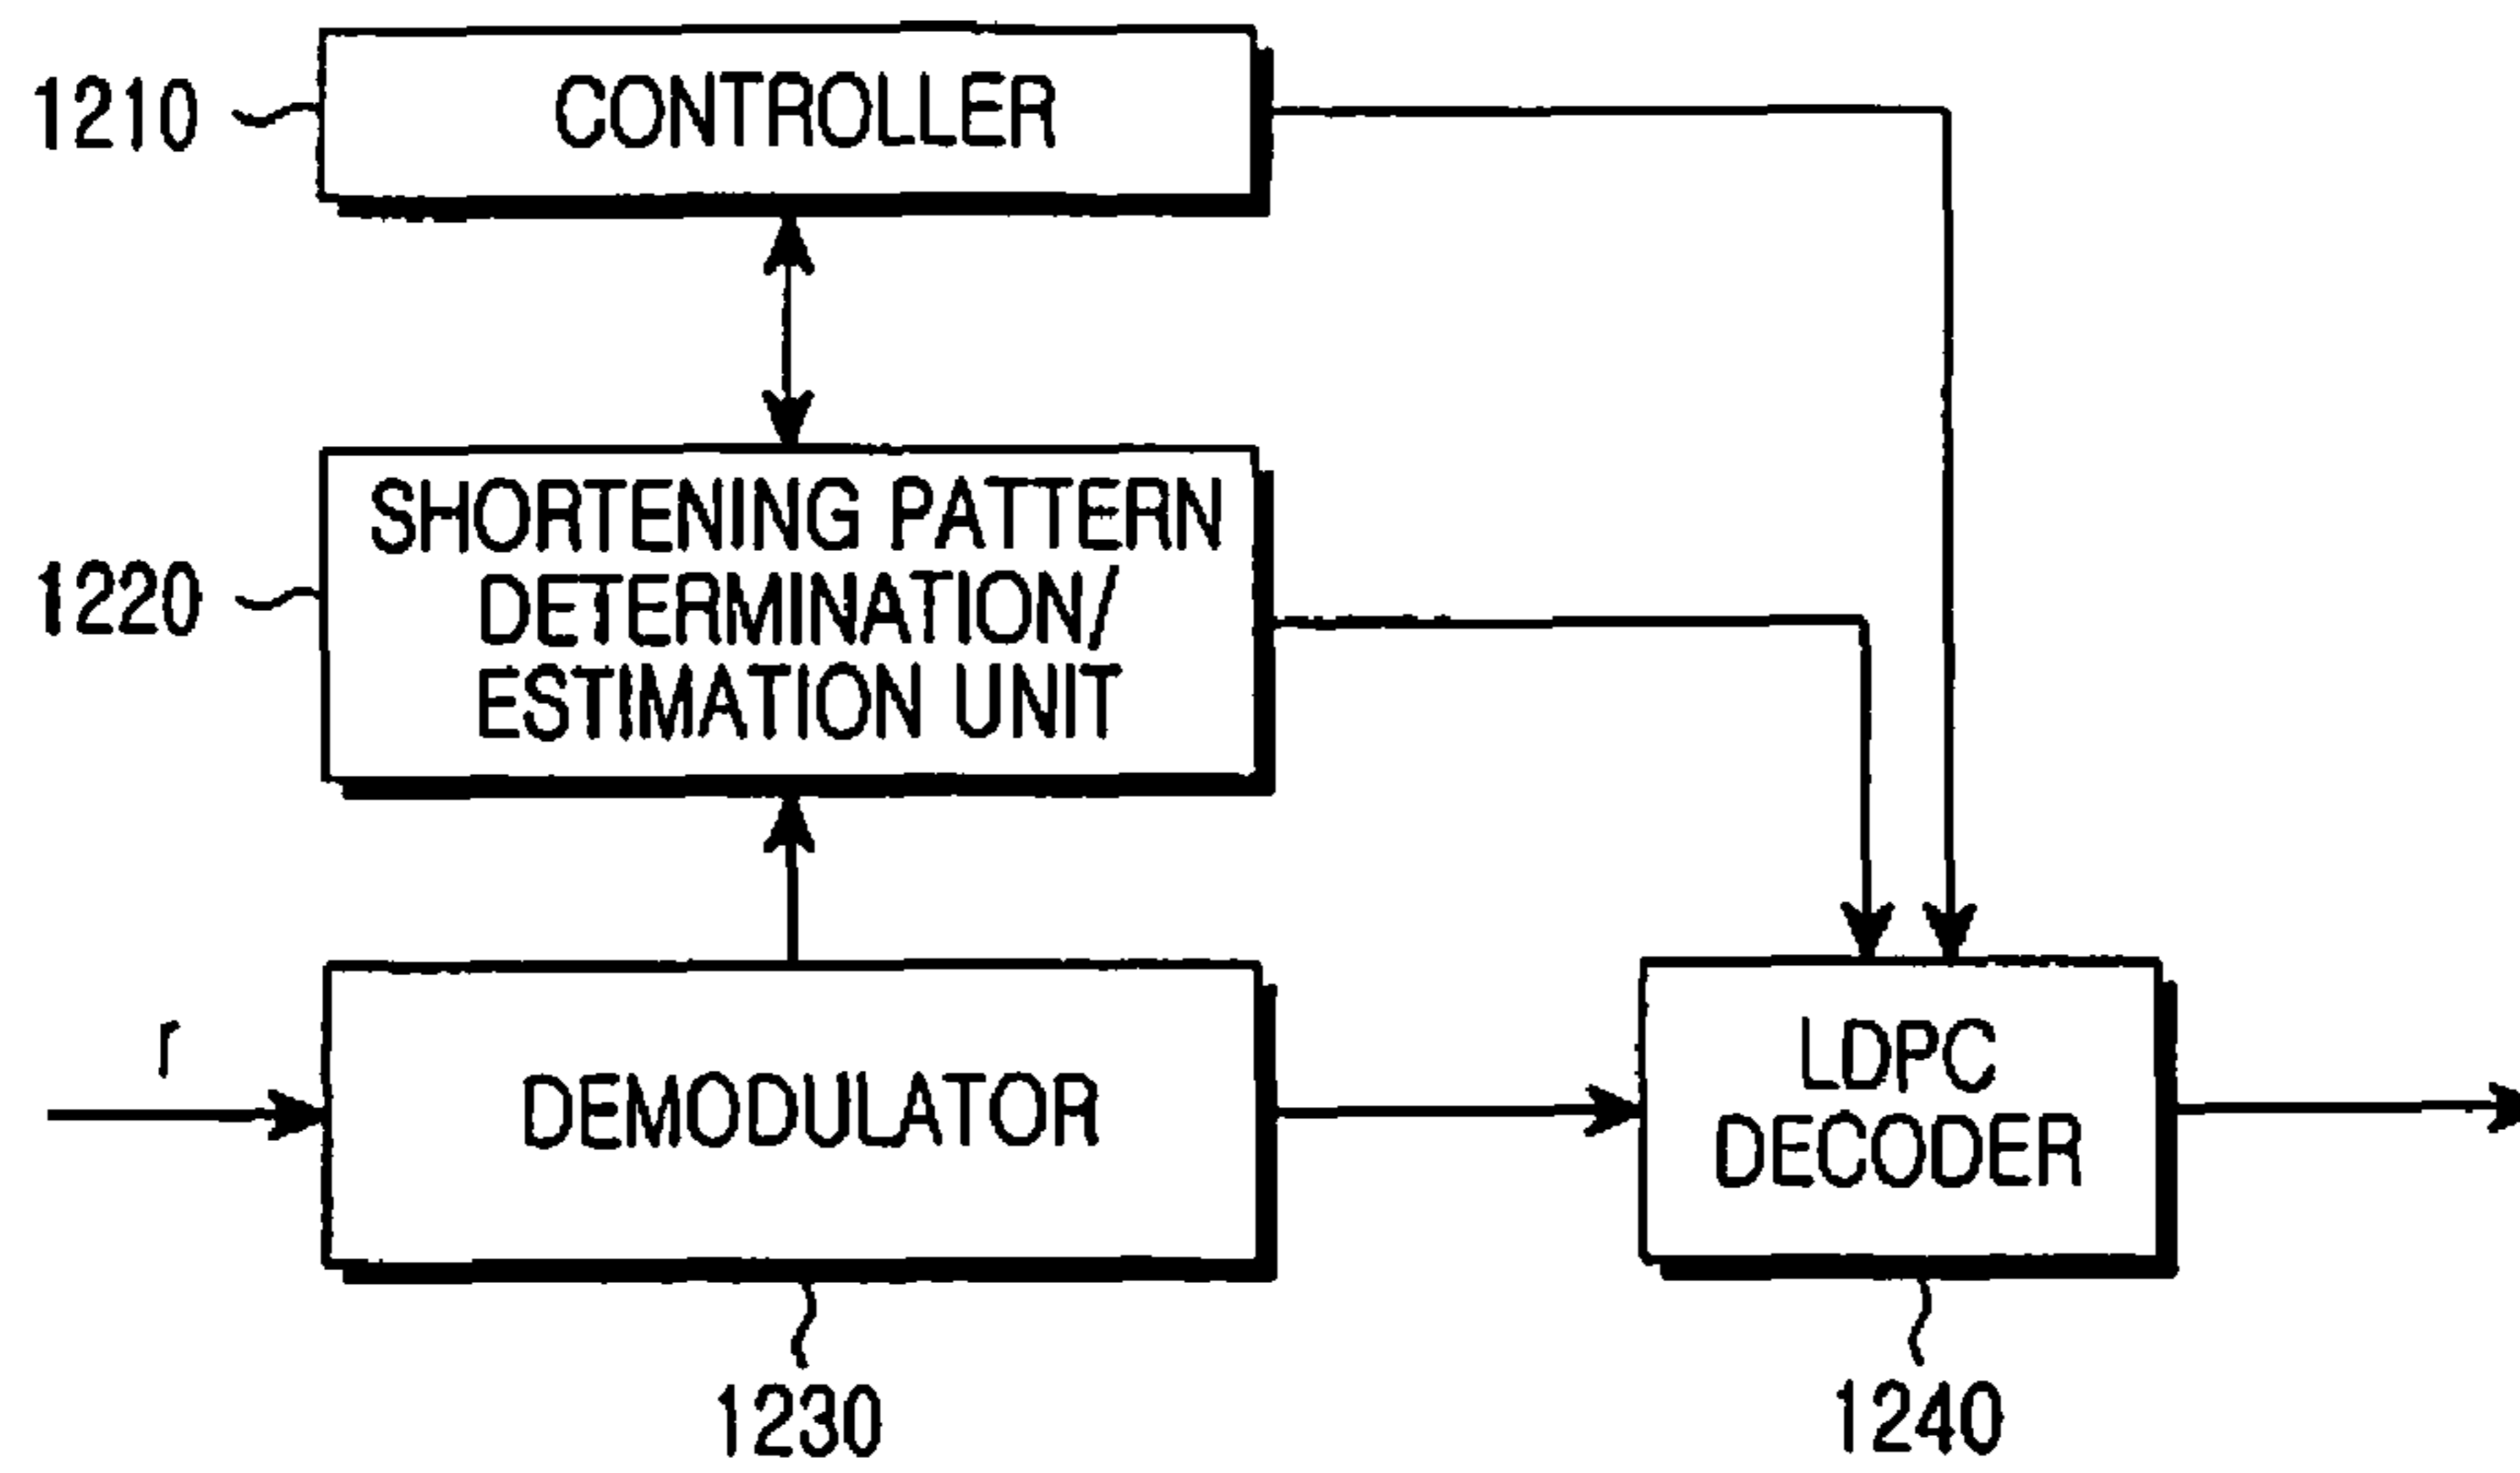 1210
CONTROLLER
1220
SHORTENING PATTERN
DETERMINATION/
ESTIMATION UNIT
r
DEMODULATOR
LDPC
DECODER
1230
1240